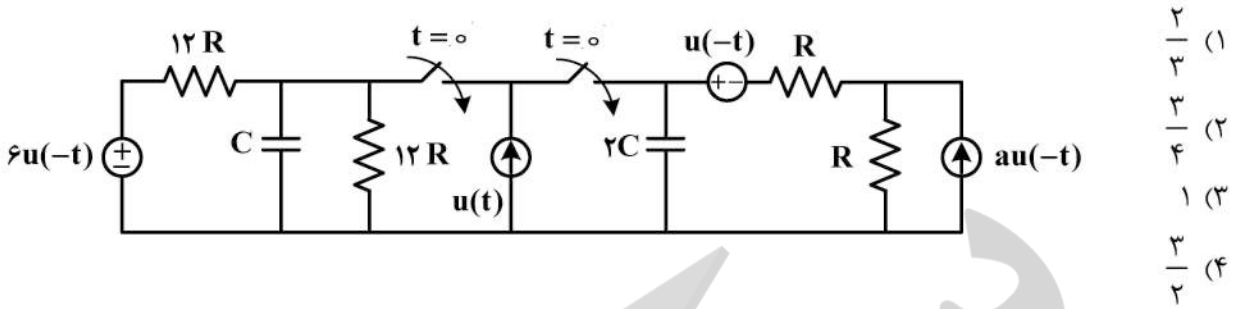 ۱۲ R
t = ۰
t = ۰
u(−t)
R
۶u(−t)
C
۱۲ R
u(t)
۲C
R
au(−t)
۱) ۲/۳
۲) ۳/۴
۳) ۱
۴) ۳/۲